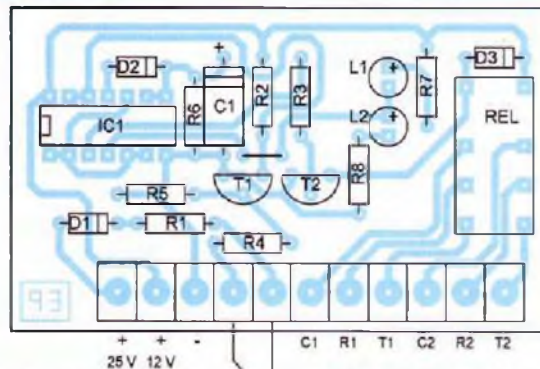 +
D2
D3
L1
R7
R6
C1
R2
R3
IC1
L2
REL
R8
T1
T2
R5
D1
R1
R4
93
+ + - C1 R1 T1 C2 R2 T2
25 V 12 V